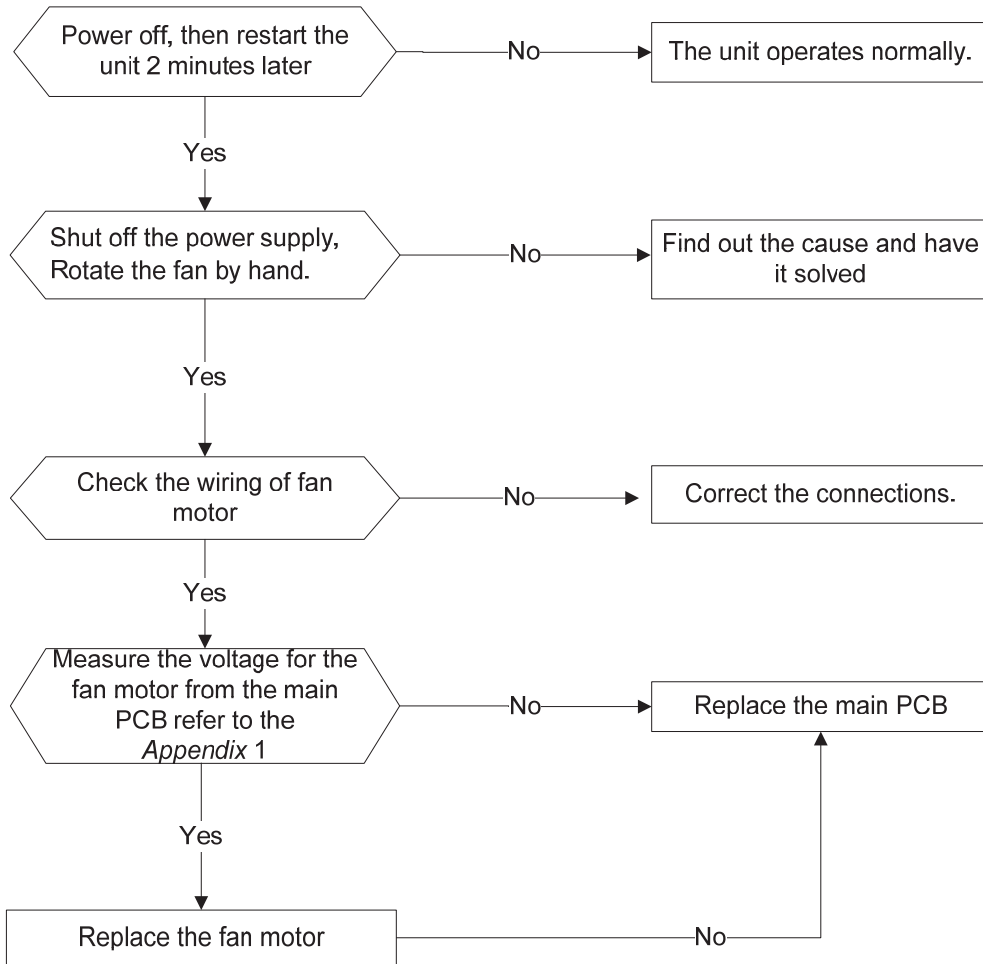 Power off, then restart the
unit 2 minutes later
No
The unit operates normally.
Yes
Shut off the power supply,
Rotate the fan by hand.
No
Find out the cause and have
it solved
Yes
Check the wiring of fan
motor
No
Correct the connections.
Yes
Measure the voltage for the
fan motor from the main
PCB refer to the
Appendix 1
No
Replace the main PCB
Yes
Replace the fan motor
No